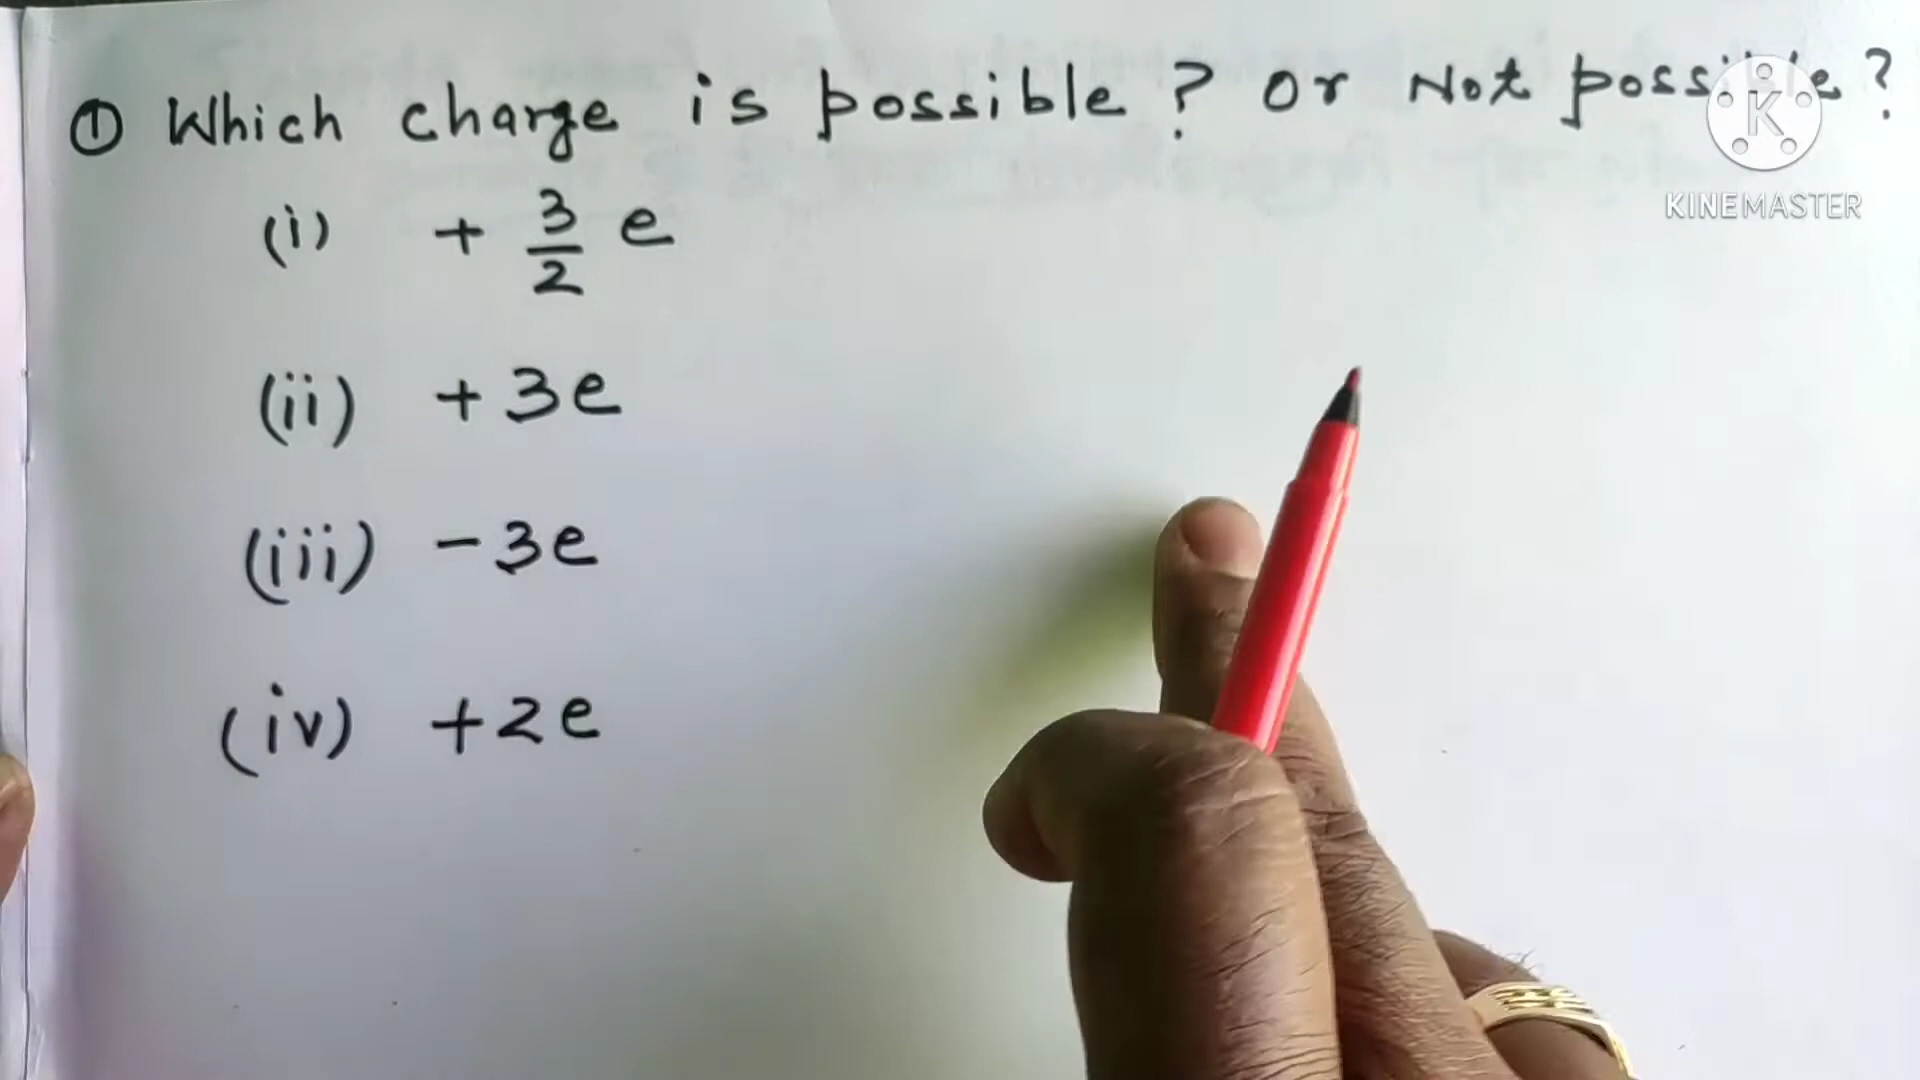 ① Which charge is possible? or Not possible?
(i) + 3/2 e
(ii) + 3e
(iii) - 3e
(iv) + 2e
K
KINEMASTER